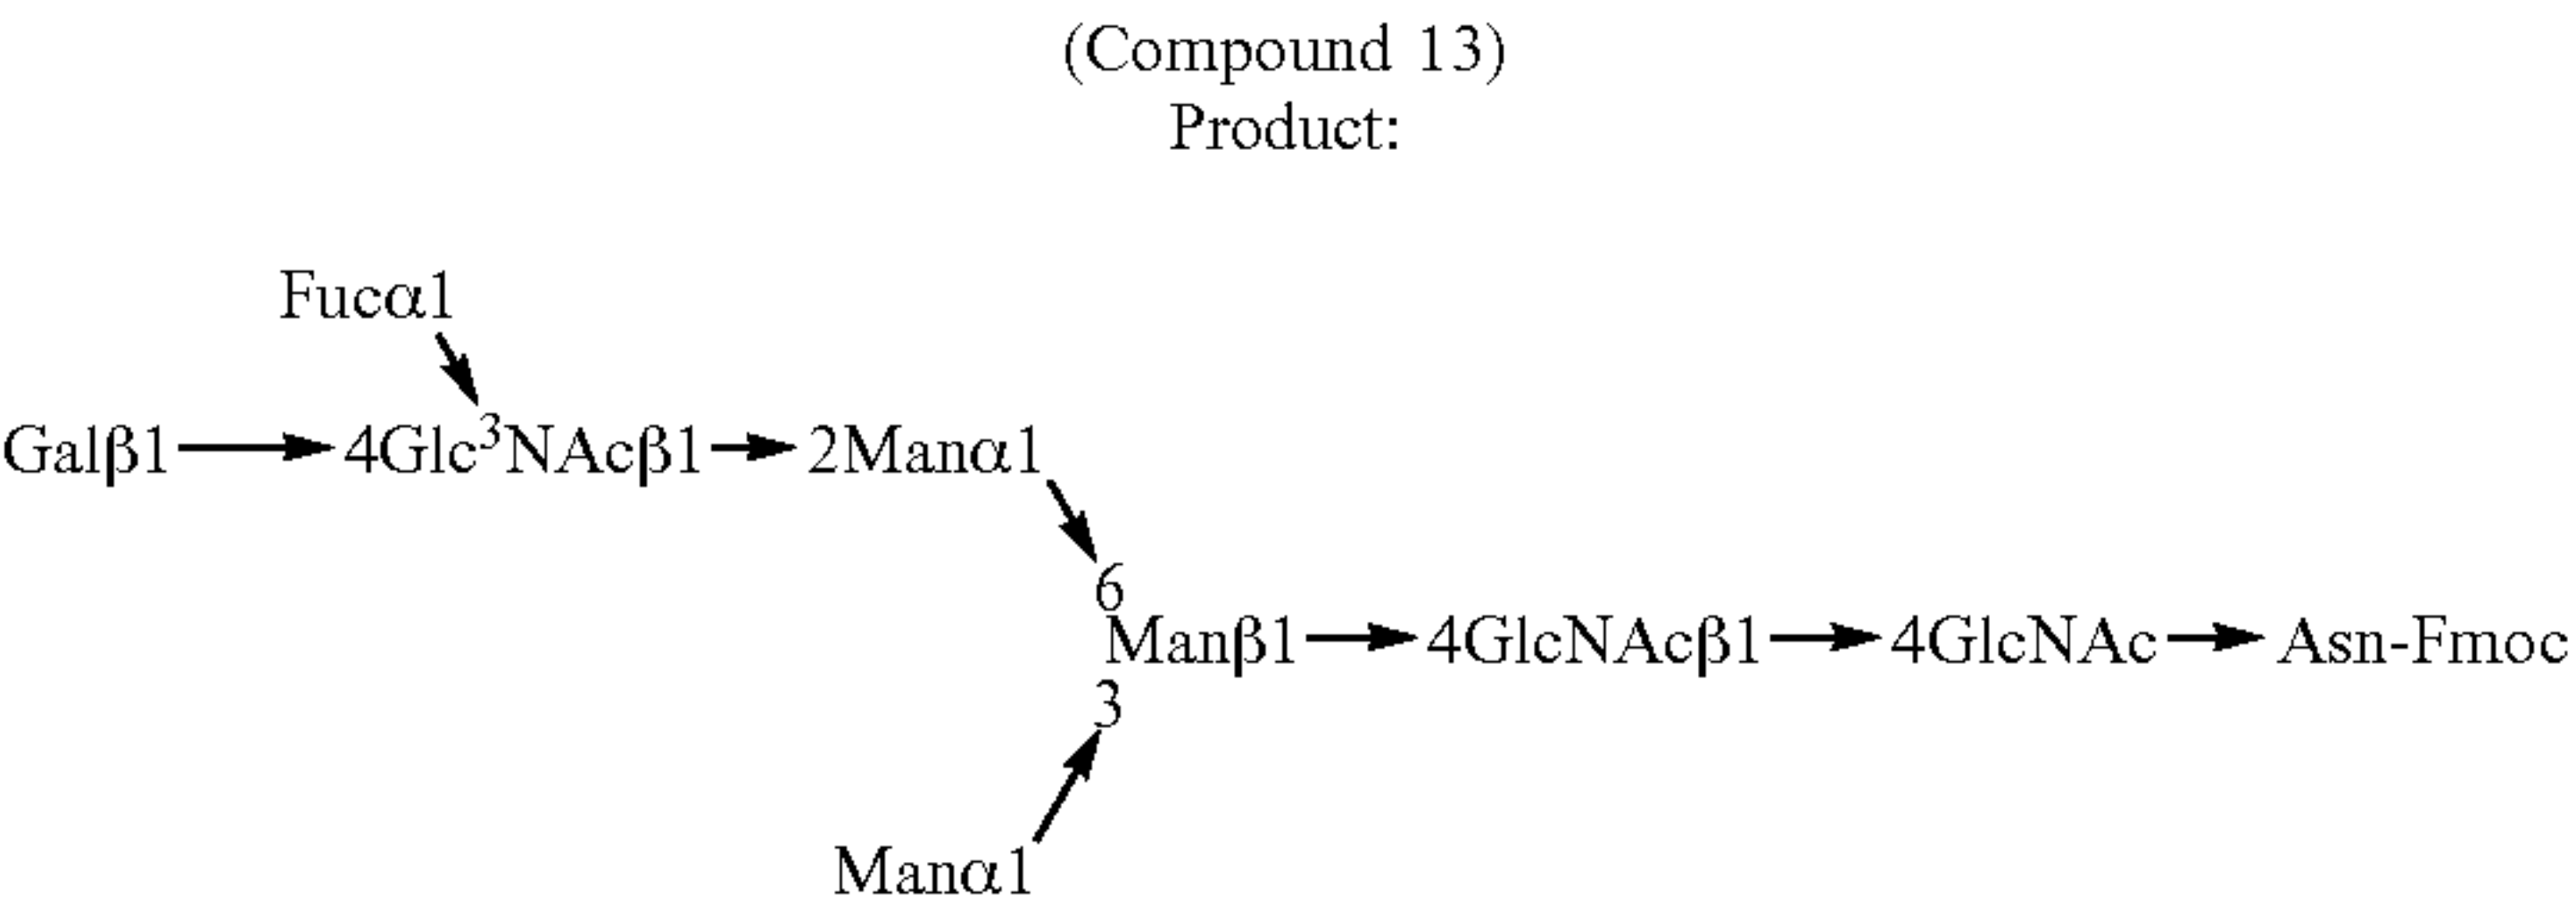 (Compound 13)
Product:
Fucα1
Galβ1 4Glc³NAcβ1 2Manα1
6
Manβ1 4GlcNAcβ1 4GlcNAc Asn-Fmoc
3
Manα1